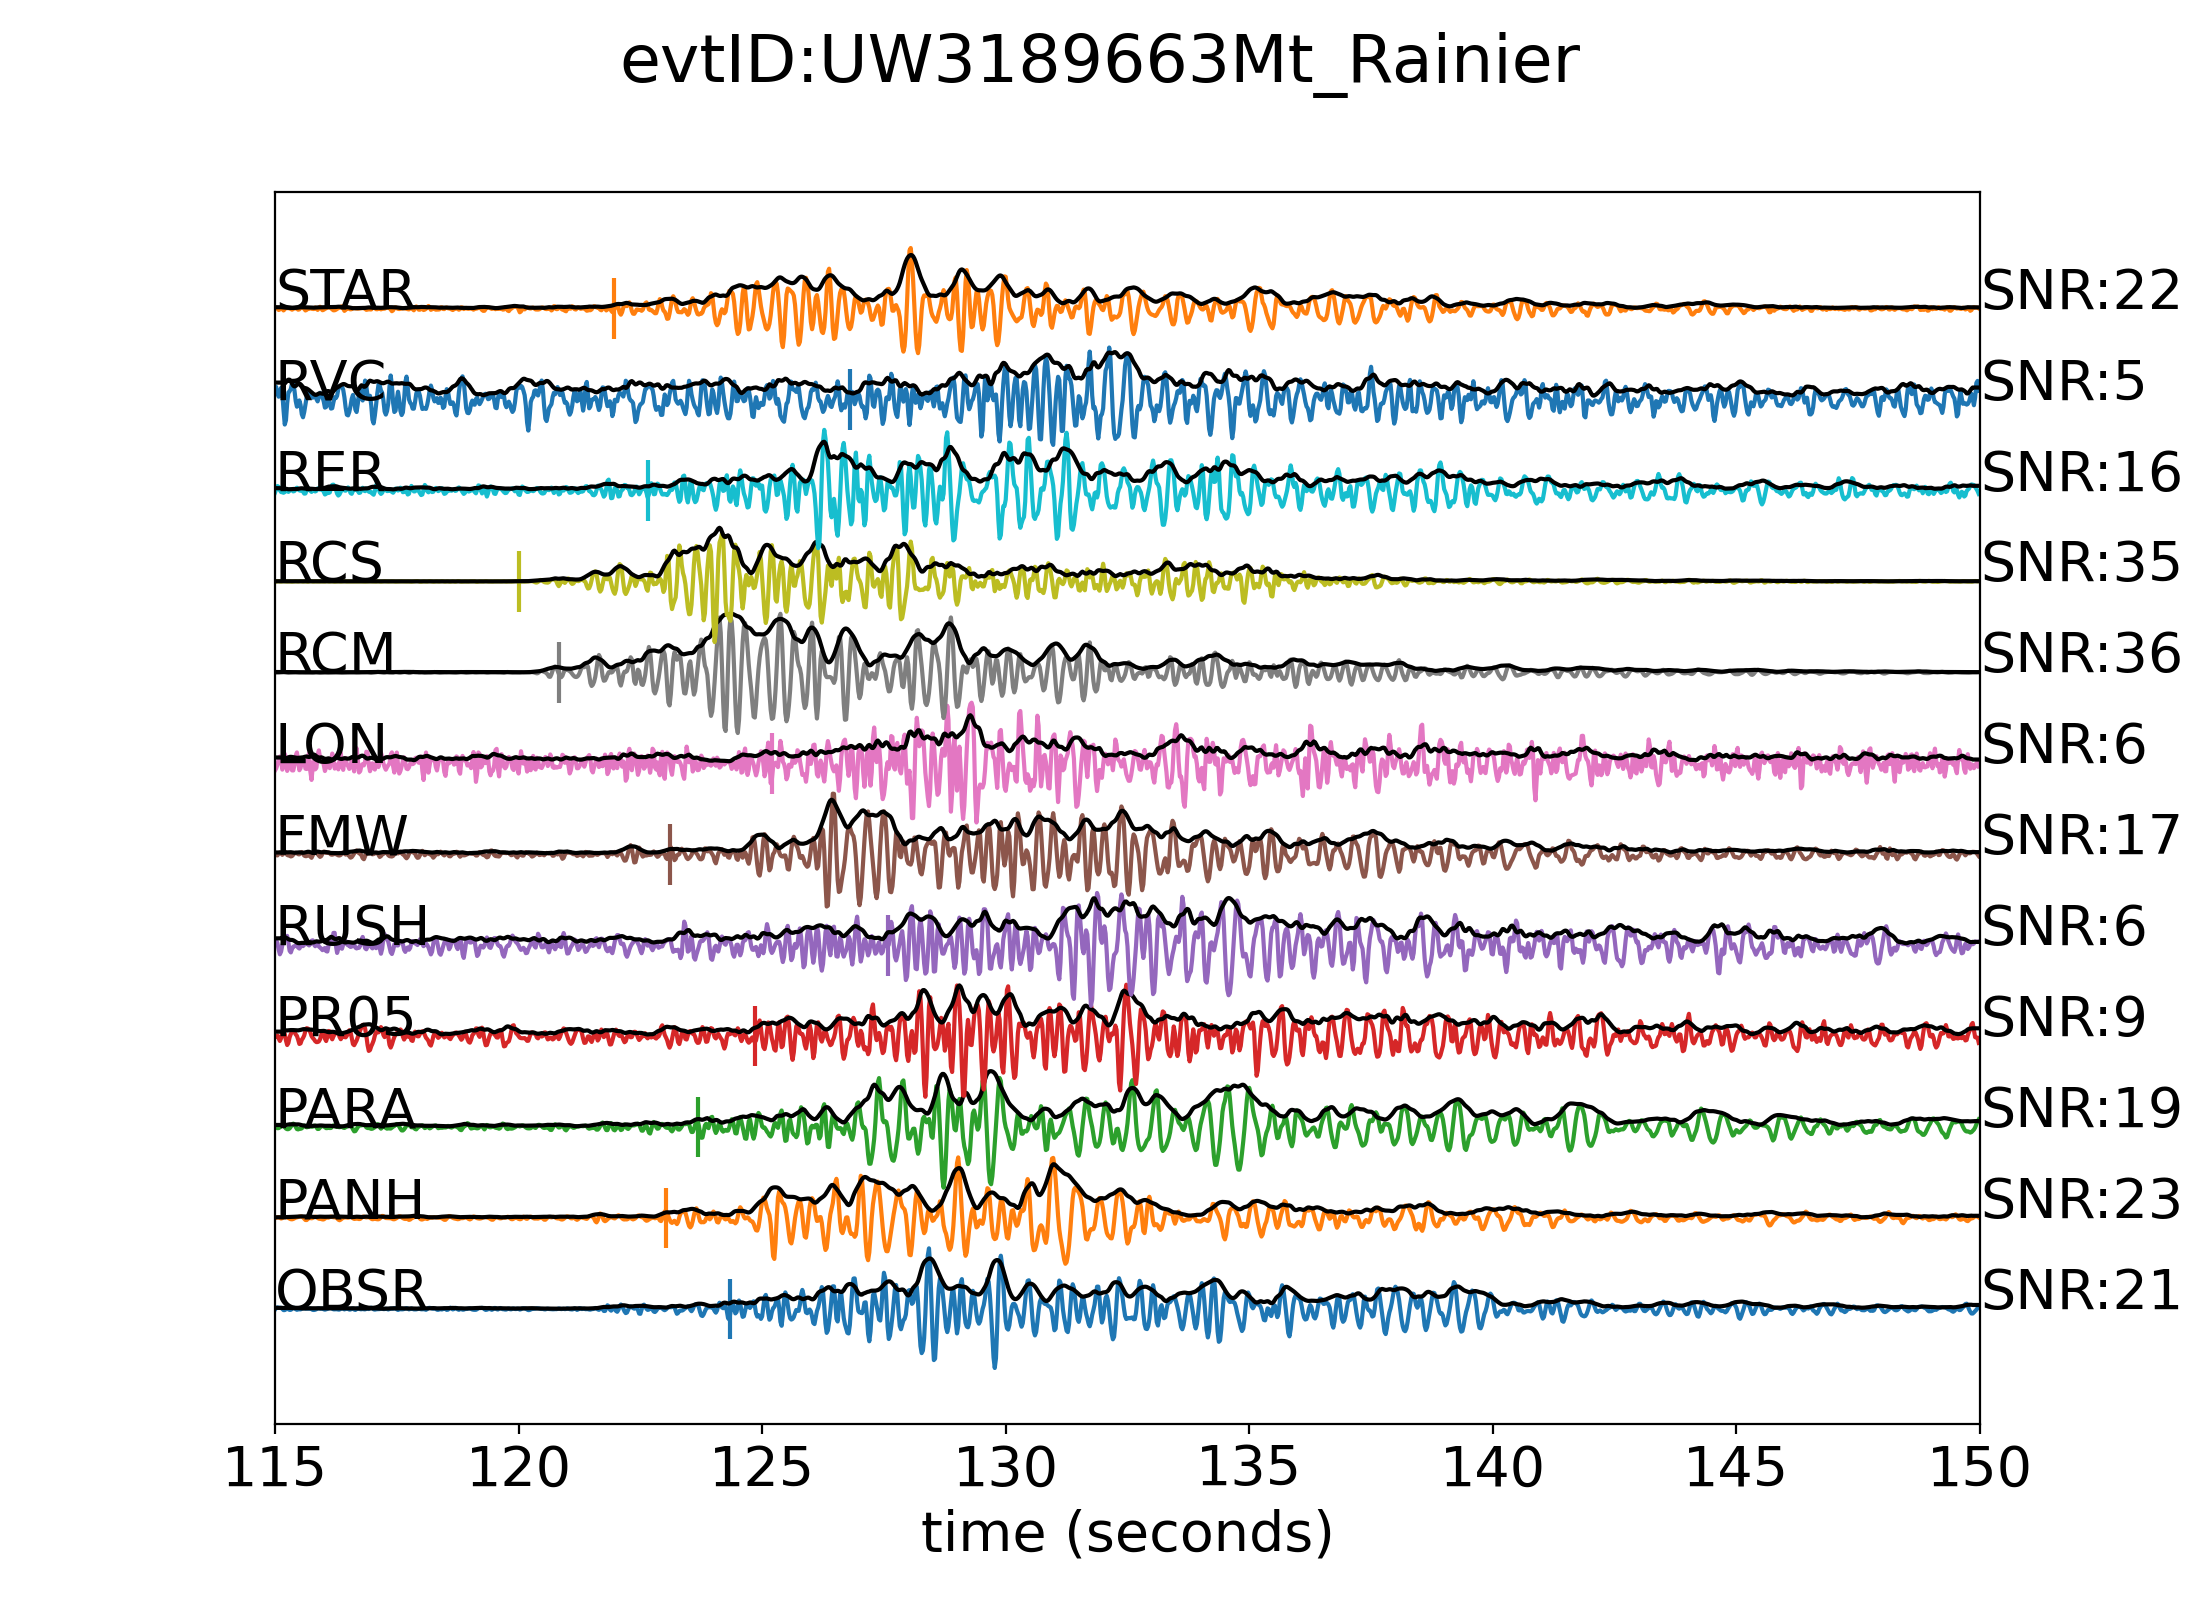 evtID:UW3189663Mt_Rainier
STAR SNR:22
RVC SNR:5
RER SNR:16
RCS SNR:35
RCM SNR:36
LON SNR:6
FMW SNR:17
RUSH SNR:6
PR05 SNR:9
PARA SNR:19
PANH SNR:23
OBSR SNR:21
115 120 125 130 135 140 145 150
time (seconds)